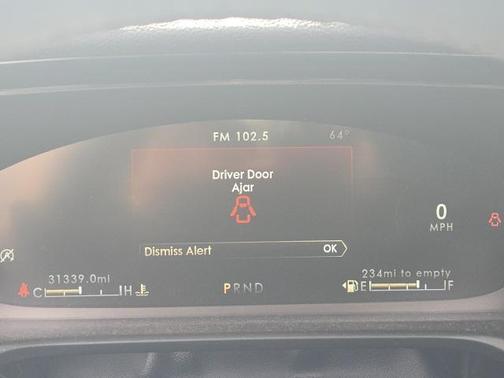 FM 102.5 64°
Driver Door
Ajar
0
MPH
Dismiss Alert OK
31339.0mi 234mi to empty
C H PRND E F